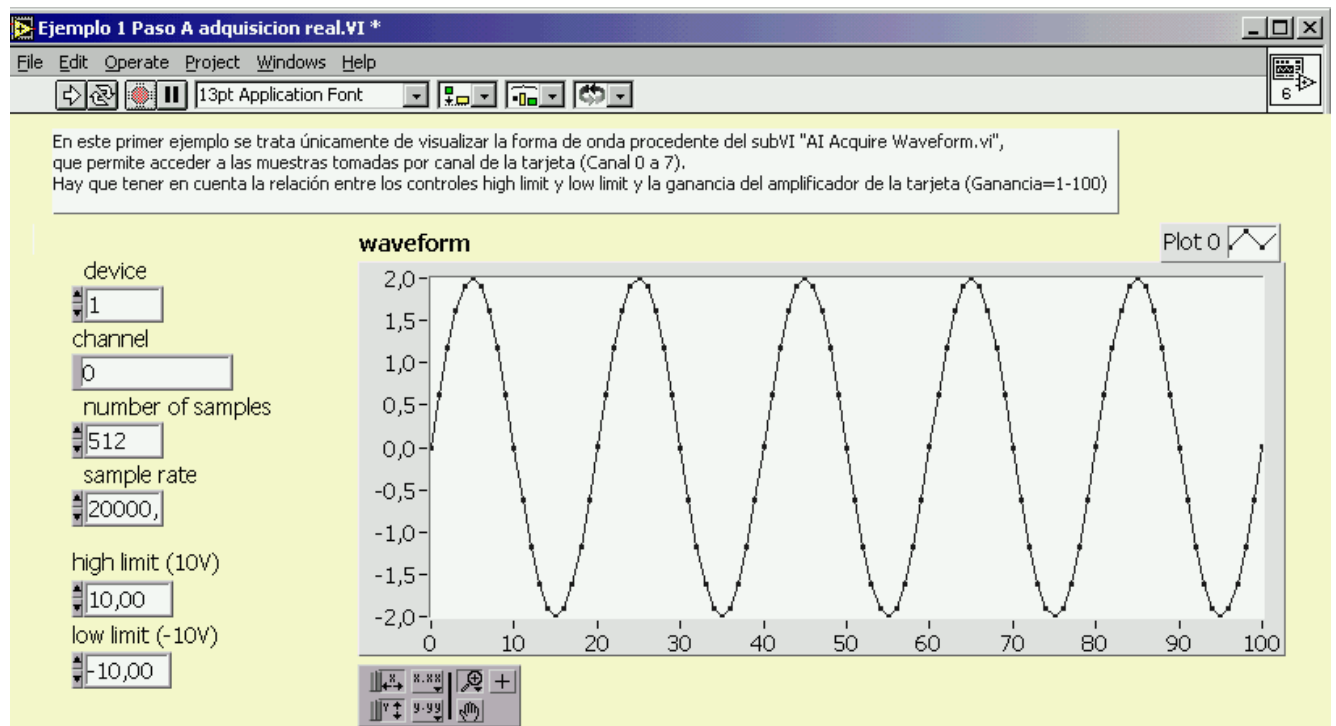 Ejemplo 1 Paso A adquisicion real.VI *
File Edit Operate Project Windows Help
13pt Application Font
6
En este primer ejemplo se trata únicamente de visualizar la forma de onda procedente del subVI "AI Acquire Waveform.vi",
que permite acceder a las muestras tomadas por canal de la tarjeta (Canal 0 a 7).
Hay que tener en cuenta la relación entre los controles high limit y low limit y la ganancia del amplificador de la tarjeta (Ganancia=1-100)
device
1
channel
0
number of samples
512
sample rate
20000,
high limit (10V)
10,00
low limit (-10V)
-10,00
waveform
Plot 0
2,0
1,5
1,0
0,5
0,0
-0,5
-1,0
-1,5
-2,0
0 10 20 30 40 50 60 70 80 90 100
X x.xx
Y y.yy